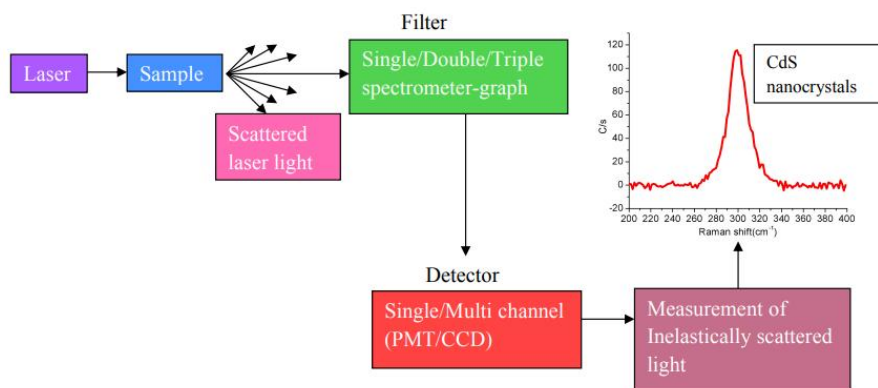 Filter
Laser
Sample
Single/Double/Triple
spectrometer-graph
Scattered
laser light
Detector
Single/Multi channel
(PMT/CCD)
Measurement of
Inelastically scattered
light
CdS
nanocrystals
C/s
120
100
80
60
40
20
0
-20
200 220 240 260 280 300 320 340 360 380 400
Raman shift(cm⁻¹)